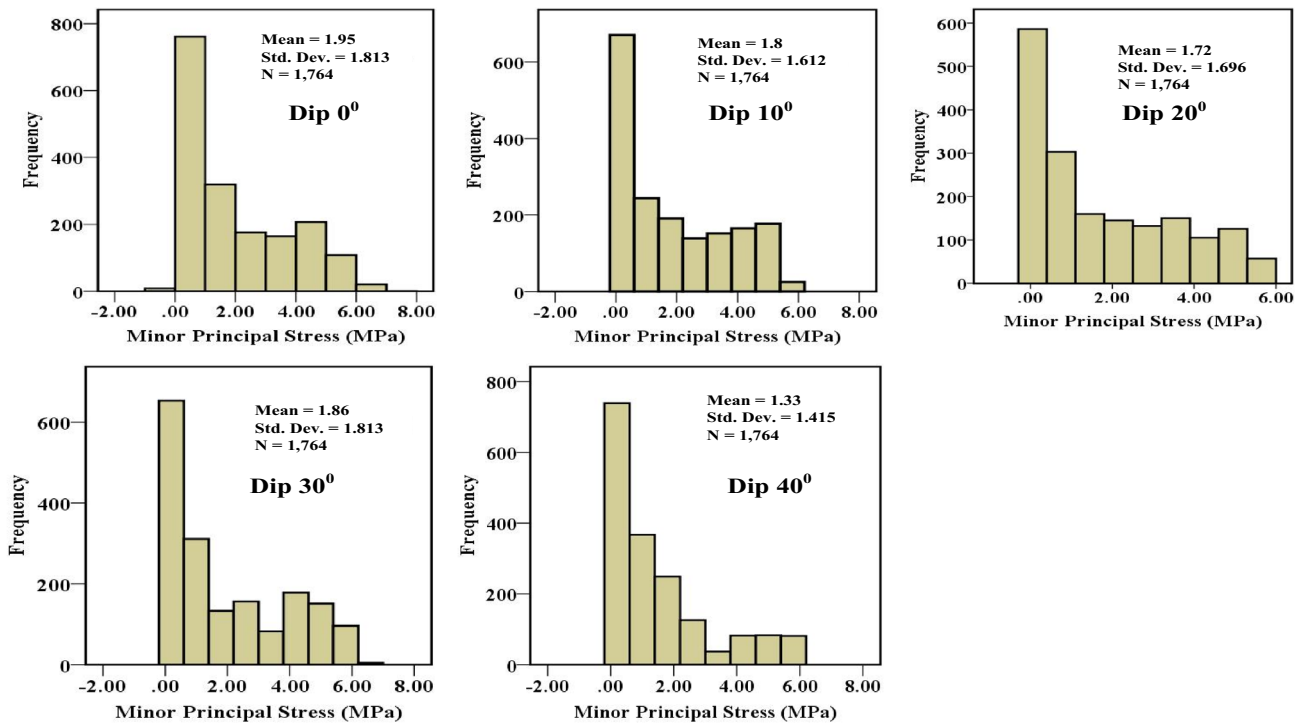 800
600
400
200
0
Frequency
Mean = 1.95
Std. Dev. = 1.813
N = 1,764
Dip 0⁰
-2.00 .00 2.00 4.00 6.00 8.00
Minor Principal Stress (MPa)
600
400
200
0
Frequency
Mean = 1.8
Std. Dev. = 1.612
N = 1,764
Dip 10⁰
-2.00 .00 2.00 4.00 6.00 8.00
Minor Principal Stress (MPa)
600
500
400
300
200
100
0
Frequency
Mean = 1.72
Std. Dev. = 1.696
N = 1,764
Dip 20⁰
.00 2.00 4.00 6.00
Minor Principal Stress (MPa)
600
400
200
0
Frequency
Mean = 1.86
Std. Dev. = 1.813
N = 1,764
Dip 30⁰
-2.00 .00 2.00 4.00 6.00 8.00
Minor Principal Stress (MPa)
800
600
400
200
0
Frequency
Mean = 1.33
Std. Dev. = 1.415
N = 1,764
Dip 40⁰
-2.00 .00 2.00 4.00 6.00 8.00
Minor Principal Stress (MPa)